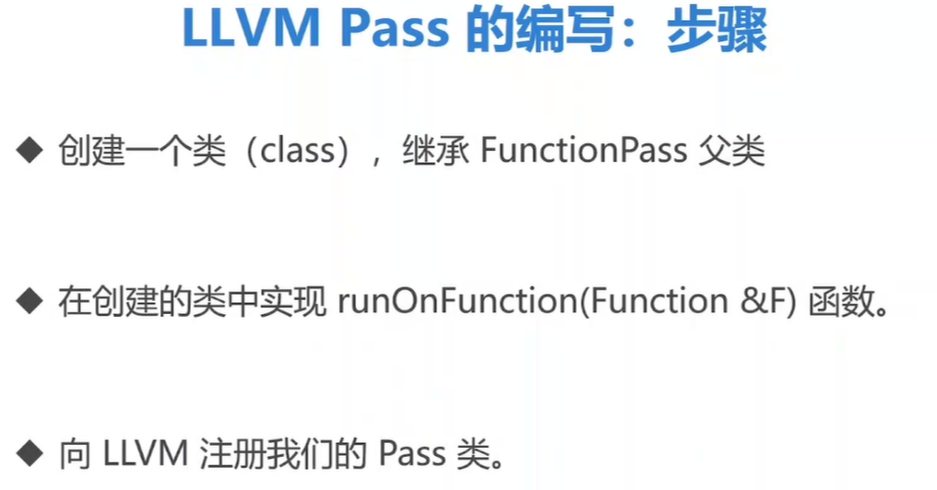 LLVM Pass 的编写：步骤
◆ 创建一个类（class），继承 FunctionPass 父类
◆ 在创建的类中实现 runOnFunction(Function &F) 函数。
◆ 向 LLVM 注册我们的 Pass 类。